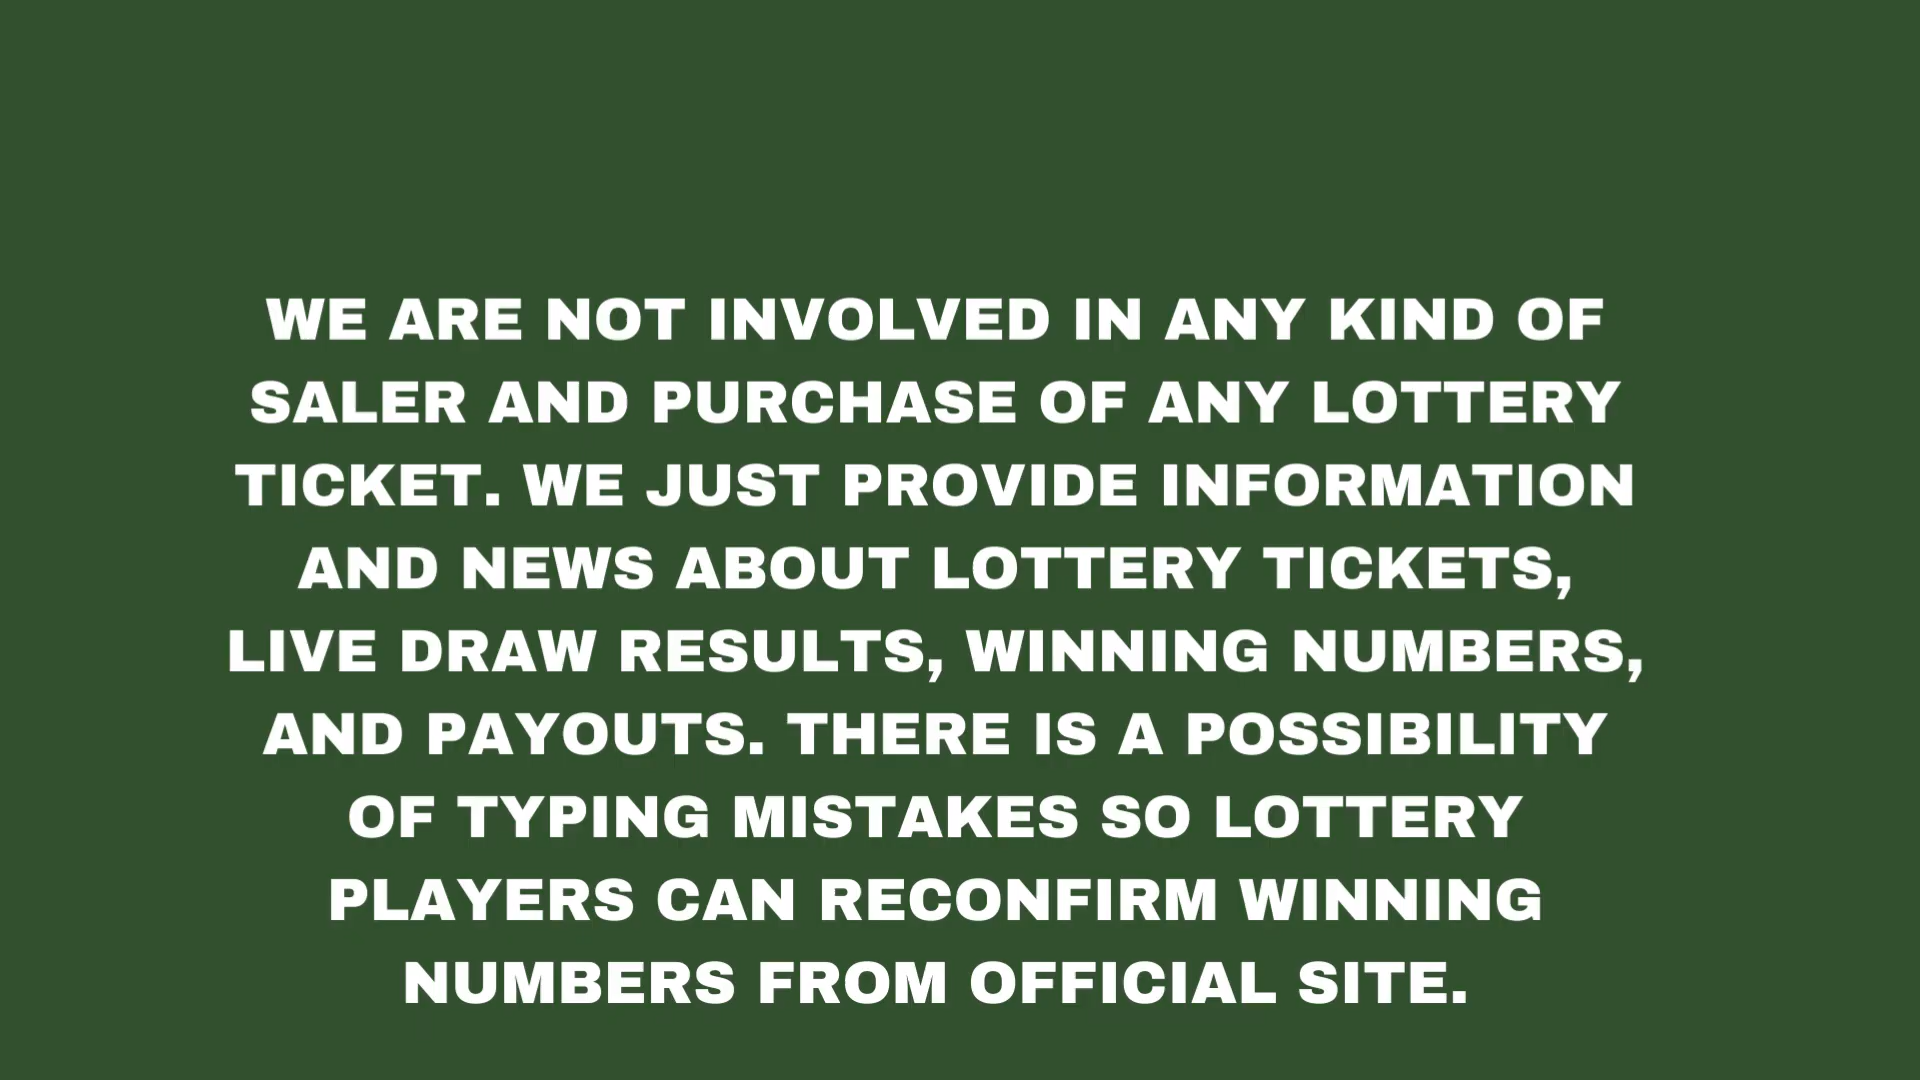 WE ARE NOT INVOLVED IN ANY KIND OF
SALER AND PURCHASE OF ANY LOTTERY
TICKET. WE JUST PROVIDE INFORMATION
AND NEWS ABOUT LOTTERY TICKETS,
LIVE DRAW RESULTS, WINNING NUMBERS,
AND PAYOUTS. THERE IS A POSSIBILITY
OF TYPING MISTAKES SO LOTTERY
PLAYERS CAN RECONFIRM WINNING
NUMBERS FROM OFFICIAL SITE.